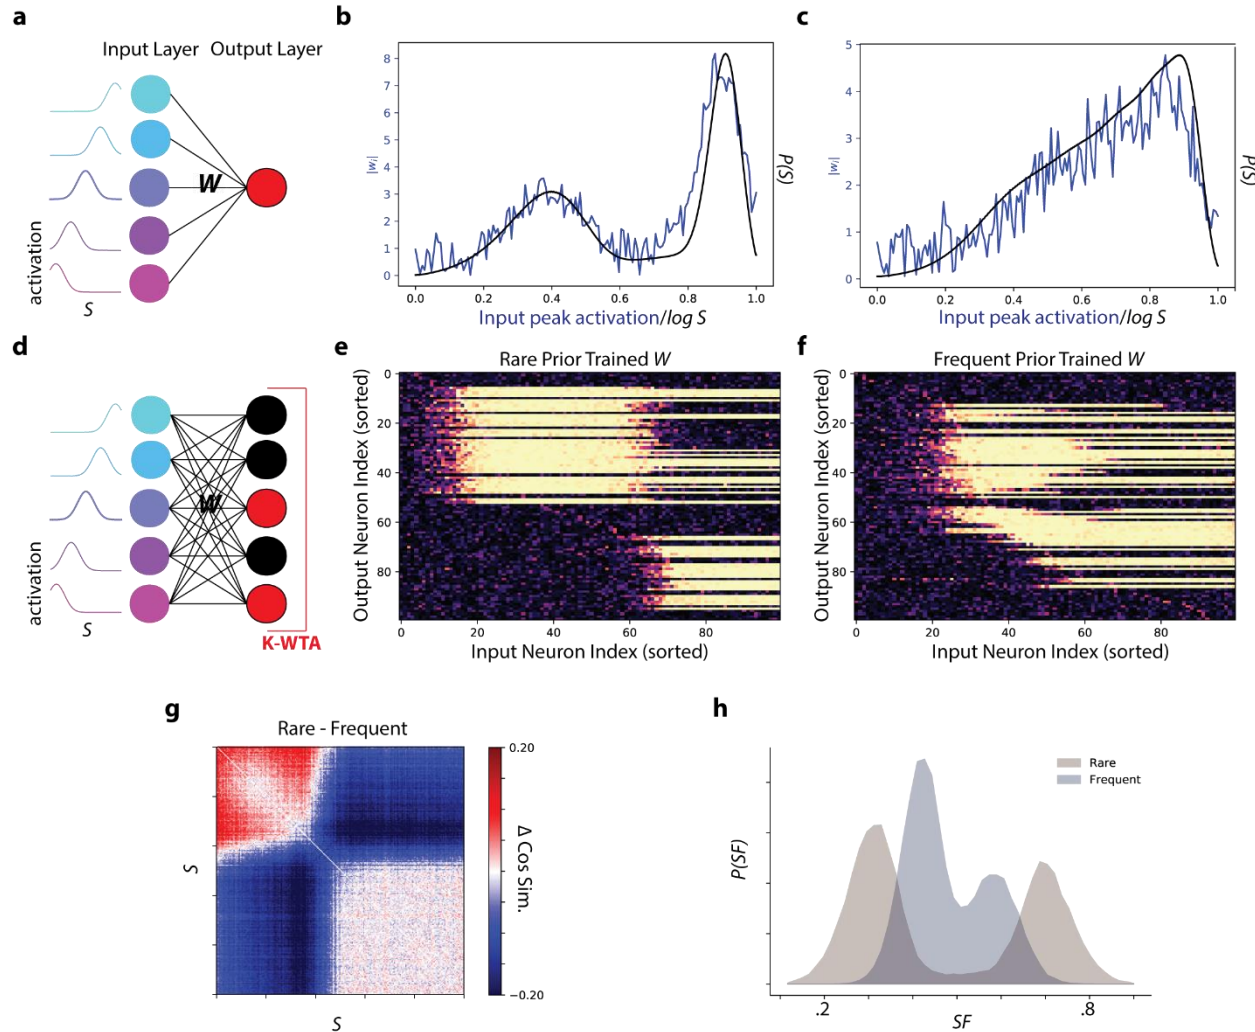 a
Input Layer Output Layer
W
activation
S
b
8
7
6
5
4
3
2
1
0
|wᵢ|
P(S)
0.0 0.2 0.4 0.6 0.8 1.0
Input peak activation/log S
c
5
4
3
2
1
0
|wᵢ|
P(S)
0.0 0.2 0.4 0.6 0.8 1.0
Input peak activation/log S
d
W
activation
S
K-WTA
e
Rare Prior Trained W
0
20
40
60
80
Output Neuron Index (sorted)
0 20 40 60 80
Input Neuron Index (sorted)
f
Frequent Prior Trained W
0
20
40
60
80
Output Neuron Index (sorted)
0 20 40 60 80
Input Neuron Index (sorted)
g
Rare - Frequent
S
S
0.20
Δ Cos Sim.
−0.20
h
Rare
Frequent
P(SF)
.2 .8
SF